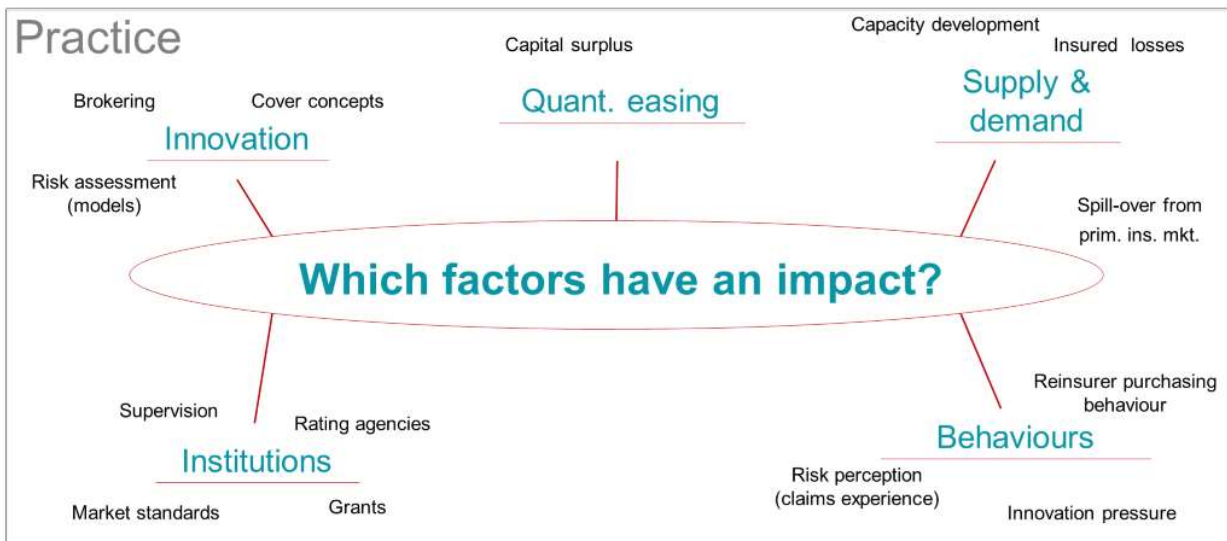 Practice
Brokering
Cover concepts
Innovation
Risk assessment
(models)
Capital surplus
Quant. easing
Capacity development
Insured losses
Supply &
demand
Spill-over from
prim. ins. mkt.
Which factors have an impact?
Supervision
Rating agencies
Institutions
Market standards
Grants
Reinsurer purchasing
behaviour
Behaviours
Risk perception
(claims experience)
Innovation pressure